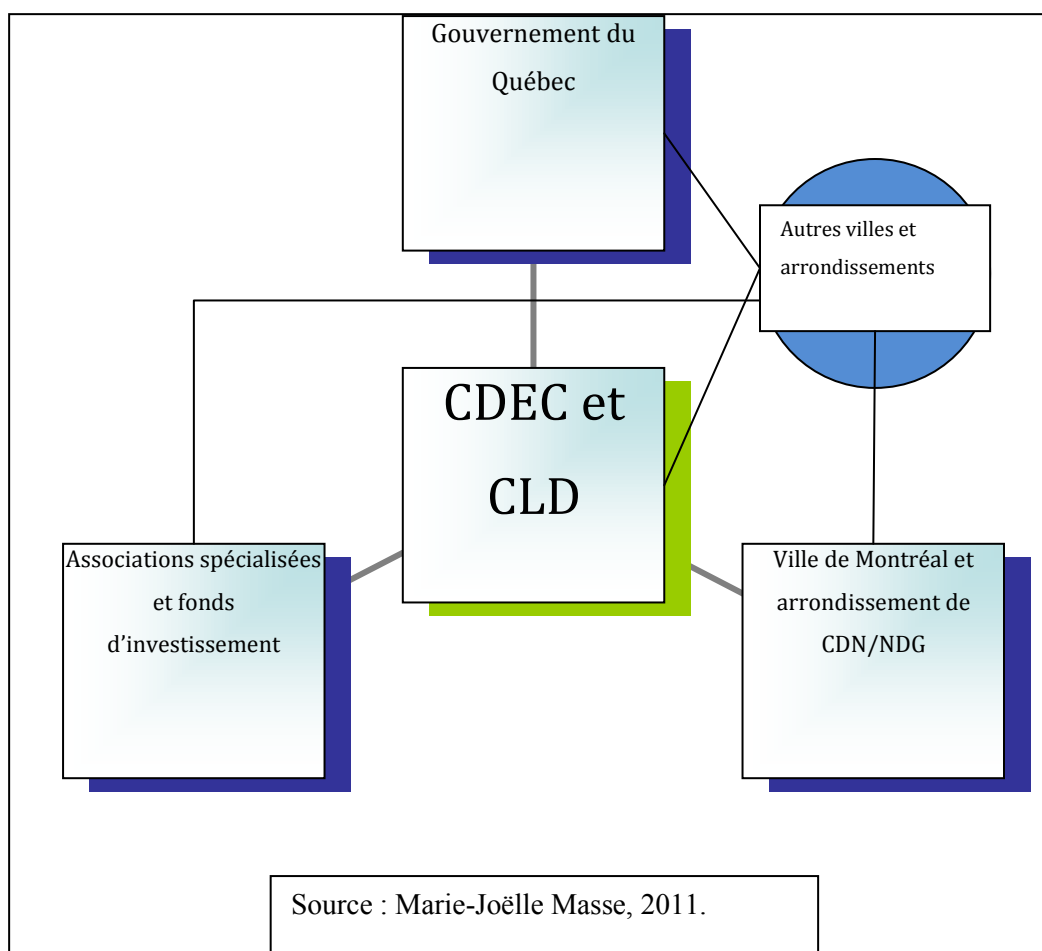 Gouvernement du
Québec
Autres villes et
arrondissements
CDEC et
CLD
Associations spécialisées
et fonds
d’investissement
Ville de Montréal et
arrondissement de
CDN/NDG
Source : Marie-Joëlle Masse, 2011.